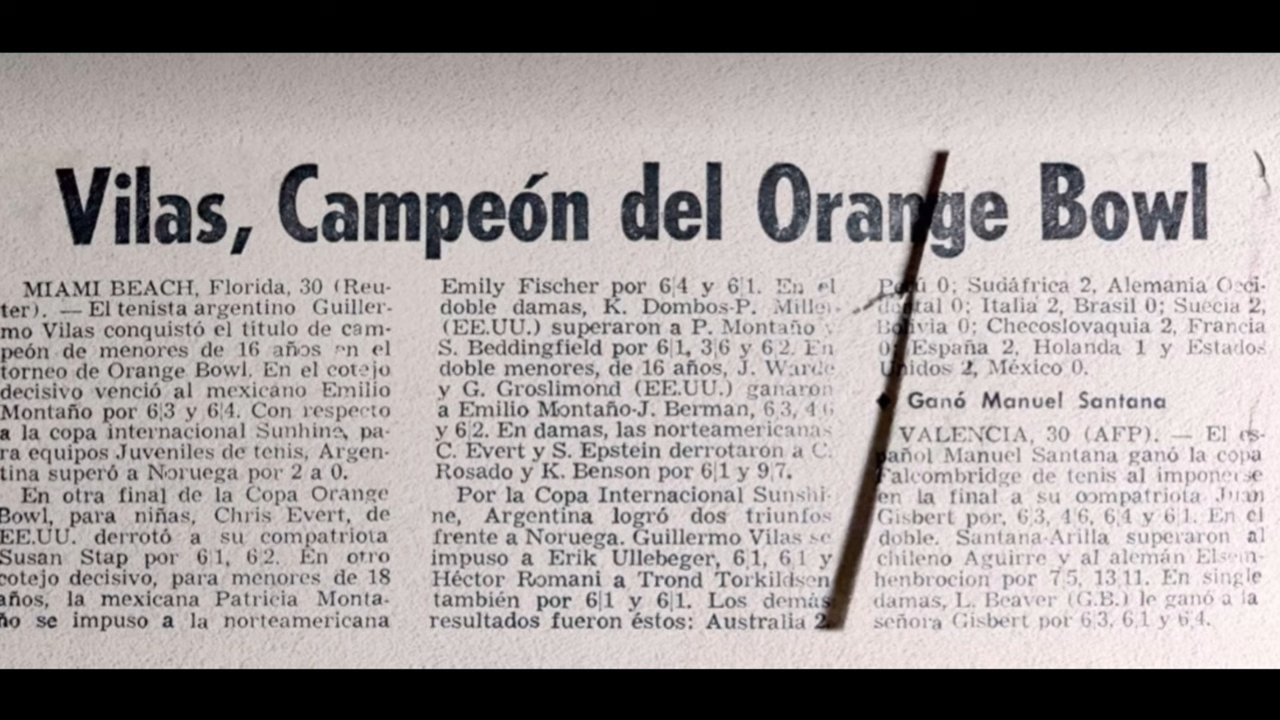 Vilas, Campeón del Orange Bowl
MIAMI BEACH, Florida, 30 (Reu-
ter). — El tenista argentino Guiller-
mo Vilas conquistó el titulo de cam-
peón de menores de 16 años en el
torneo de Orange Bowl. En el cotejo
decisivo venció al mexicano Emilio
Montaño por 6|3 y 6|4. Con respecto
a la copa internacional Sunhine, pa-
ra equipos Juveniles de tenis, Argen-
tina superó a Noruega por 2 a 0.
En otra final de la Copa Orange
Bowl, para niñas, Chris Evert, de
EE.UU. derrotó a su compatriota
Susan Stap por 6|1, 6|2. En otro
cotejo decisivo, para menores de 18
años, la mexicana Patricia Monta-
ño se impuso a la norteamericana
Emily Fischer por 6|4 y 6|1. En el
doble damas, K. Dombos-P. Miller
(EE.UU.) superaron a P. Montaño y
S. Beddingfield por 6|1, 3|6 y 6|2. En
doble menores, de 16 años, J. Warde
y G. Groslimond (EE.UU.) ganaron
a Emilio Montaño-J. Berman, 6|3, 4|6
y 6|2. En damas, las norteamericanas
C. Evert y S. Epstein derrotaron a C.
Rosado y K. Benson por 6|1 y 9|7.
Por la Copa Internacional Sunshi-
ne, Argentina logró dos triunfos
frente a Noruega. Guillermo Vilas se
impuso a Erik Ullebeger, 6|1, 6|1 y
Héctor Romani a Trond Torkildsen
también por 6|1 y 6|1. Los demás
resultados fueron éstos: Australia 2,
Perú 0; Sudáfrica 2, Alemania Occi-
dental 0; Italia 2, Brasil 0; Suecia 2,
Bolivia 0; Checoslovaquia 2, Francia
0; España 2, Holanda 1 y Estados
Unidos 2, México 0.
Ganó Manuel Santana
VALENCIA, 30 (AFP). — El es-
pañol Manuel Santana ganó la copa
Falcombridge de tenis al imponerse
en la final a su compatriota Juan
Gisbert por, 6|3, 4|6, 6|4 y 6|1. En el
doble. Santana-Arilla superaron al
chileno Aguirre y al alemán
henbrocion por 7|5, 13|11. En single
damas, L. Beaver (G.B.) le ganó a la
señora Gisbert por 6|3, 6|1 y 6|4.